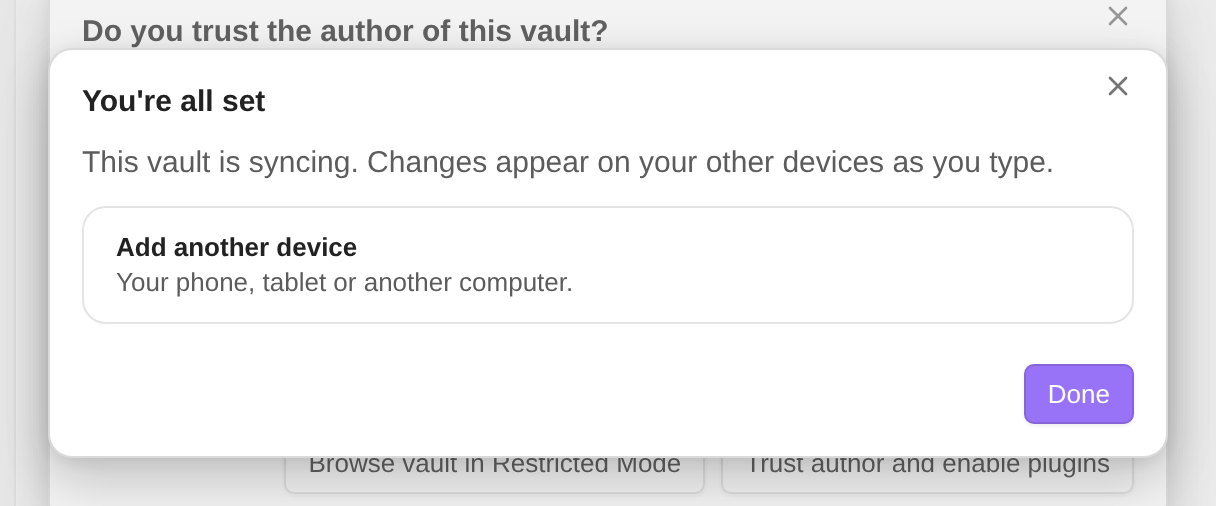 Do you trust the author of this vault?
You're all set
This vault is syncing. Changes appear on your other devices as you type.
Add another device
Your phone, tablet or another computer.
Done
Browse vault in Restricted Mode
Trust author and enable plugins